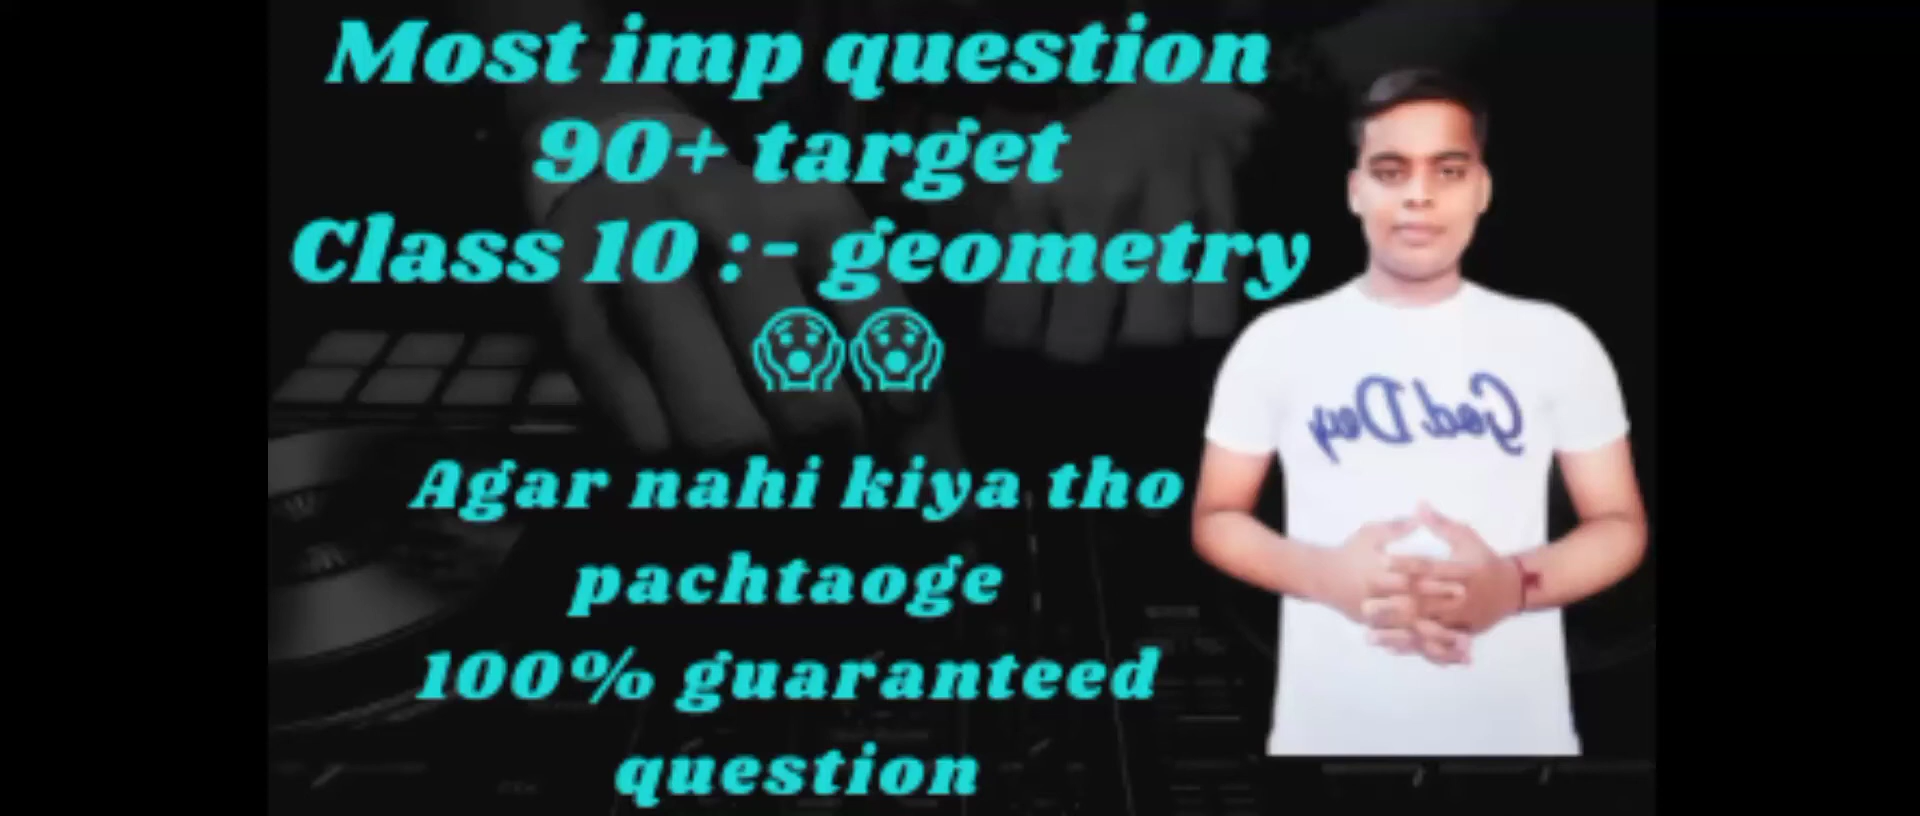 Most imp question
90+ target
Class 10 :- geometry
😱😱
Agar nahi kiya tho
pachtaoge
100% guaranteed
question